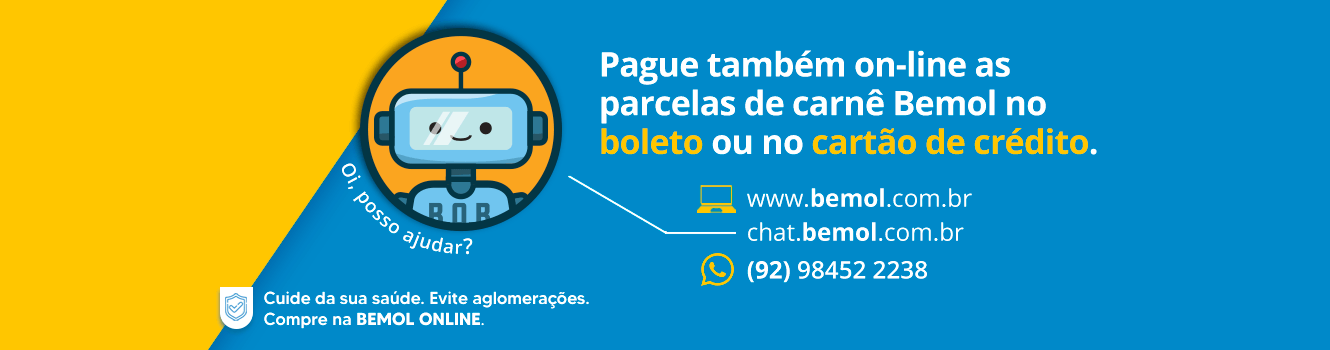 Pague também on-line as
parcelas de carnê Bemol no
boleto ou no cartão de crédito.
BOB
Oi, posso ajudar?
www.bemol.com.br
chat.bemol.com.br
(92) 98452 2238
Cuide da sua saúde. Evite aglomerações.
Compre na BEMOL ONLINE.